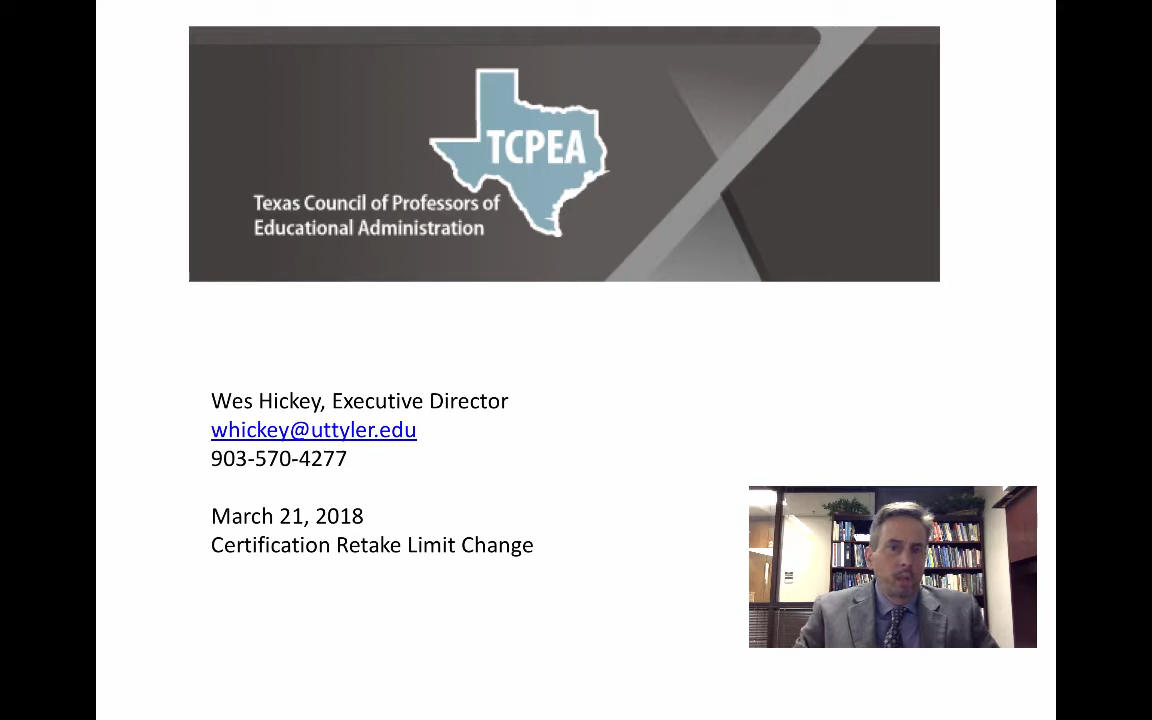 TCPEA
Texas Council of Professors of
Educational Administration
Wes Hickey, Executive Director
whickey@uttyler.edu
903-570-4277
March 21, 2018
Certification Retake Limit Change